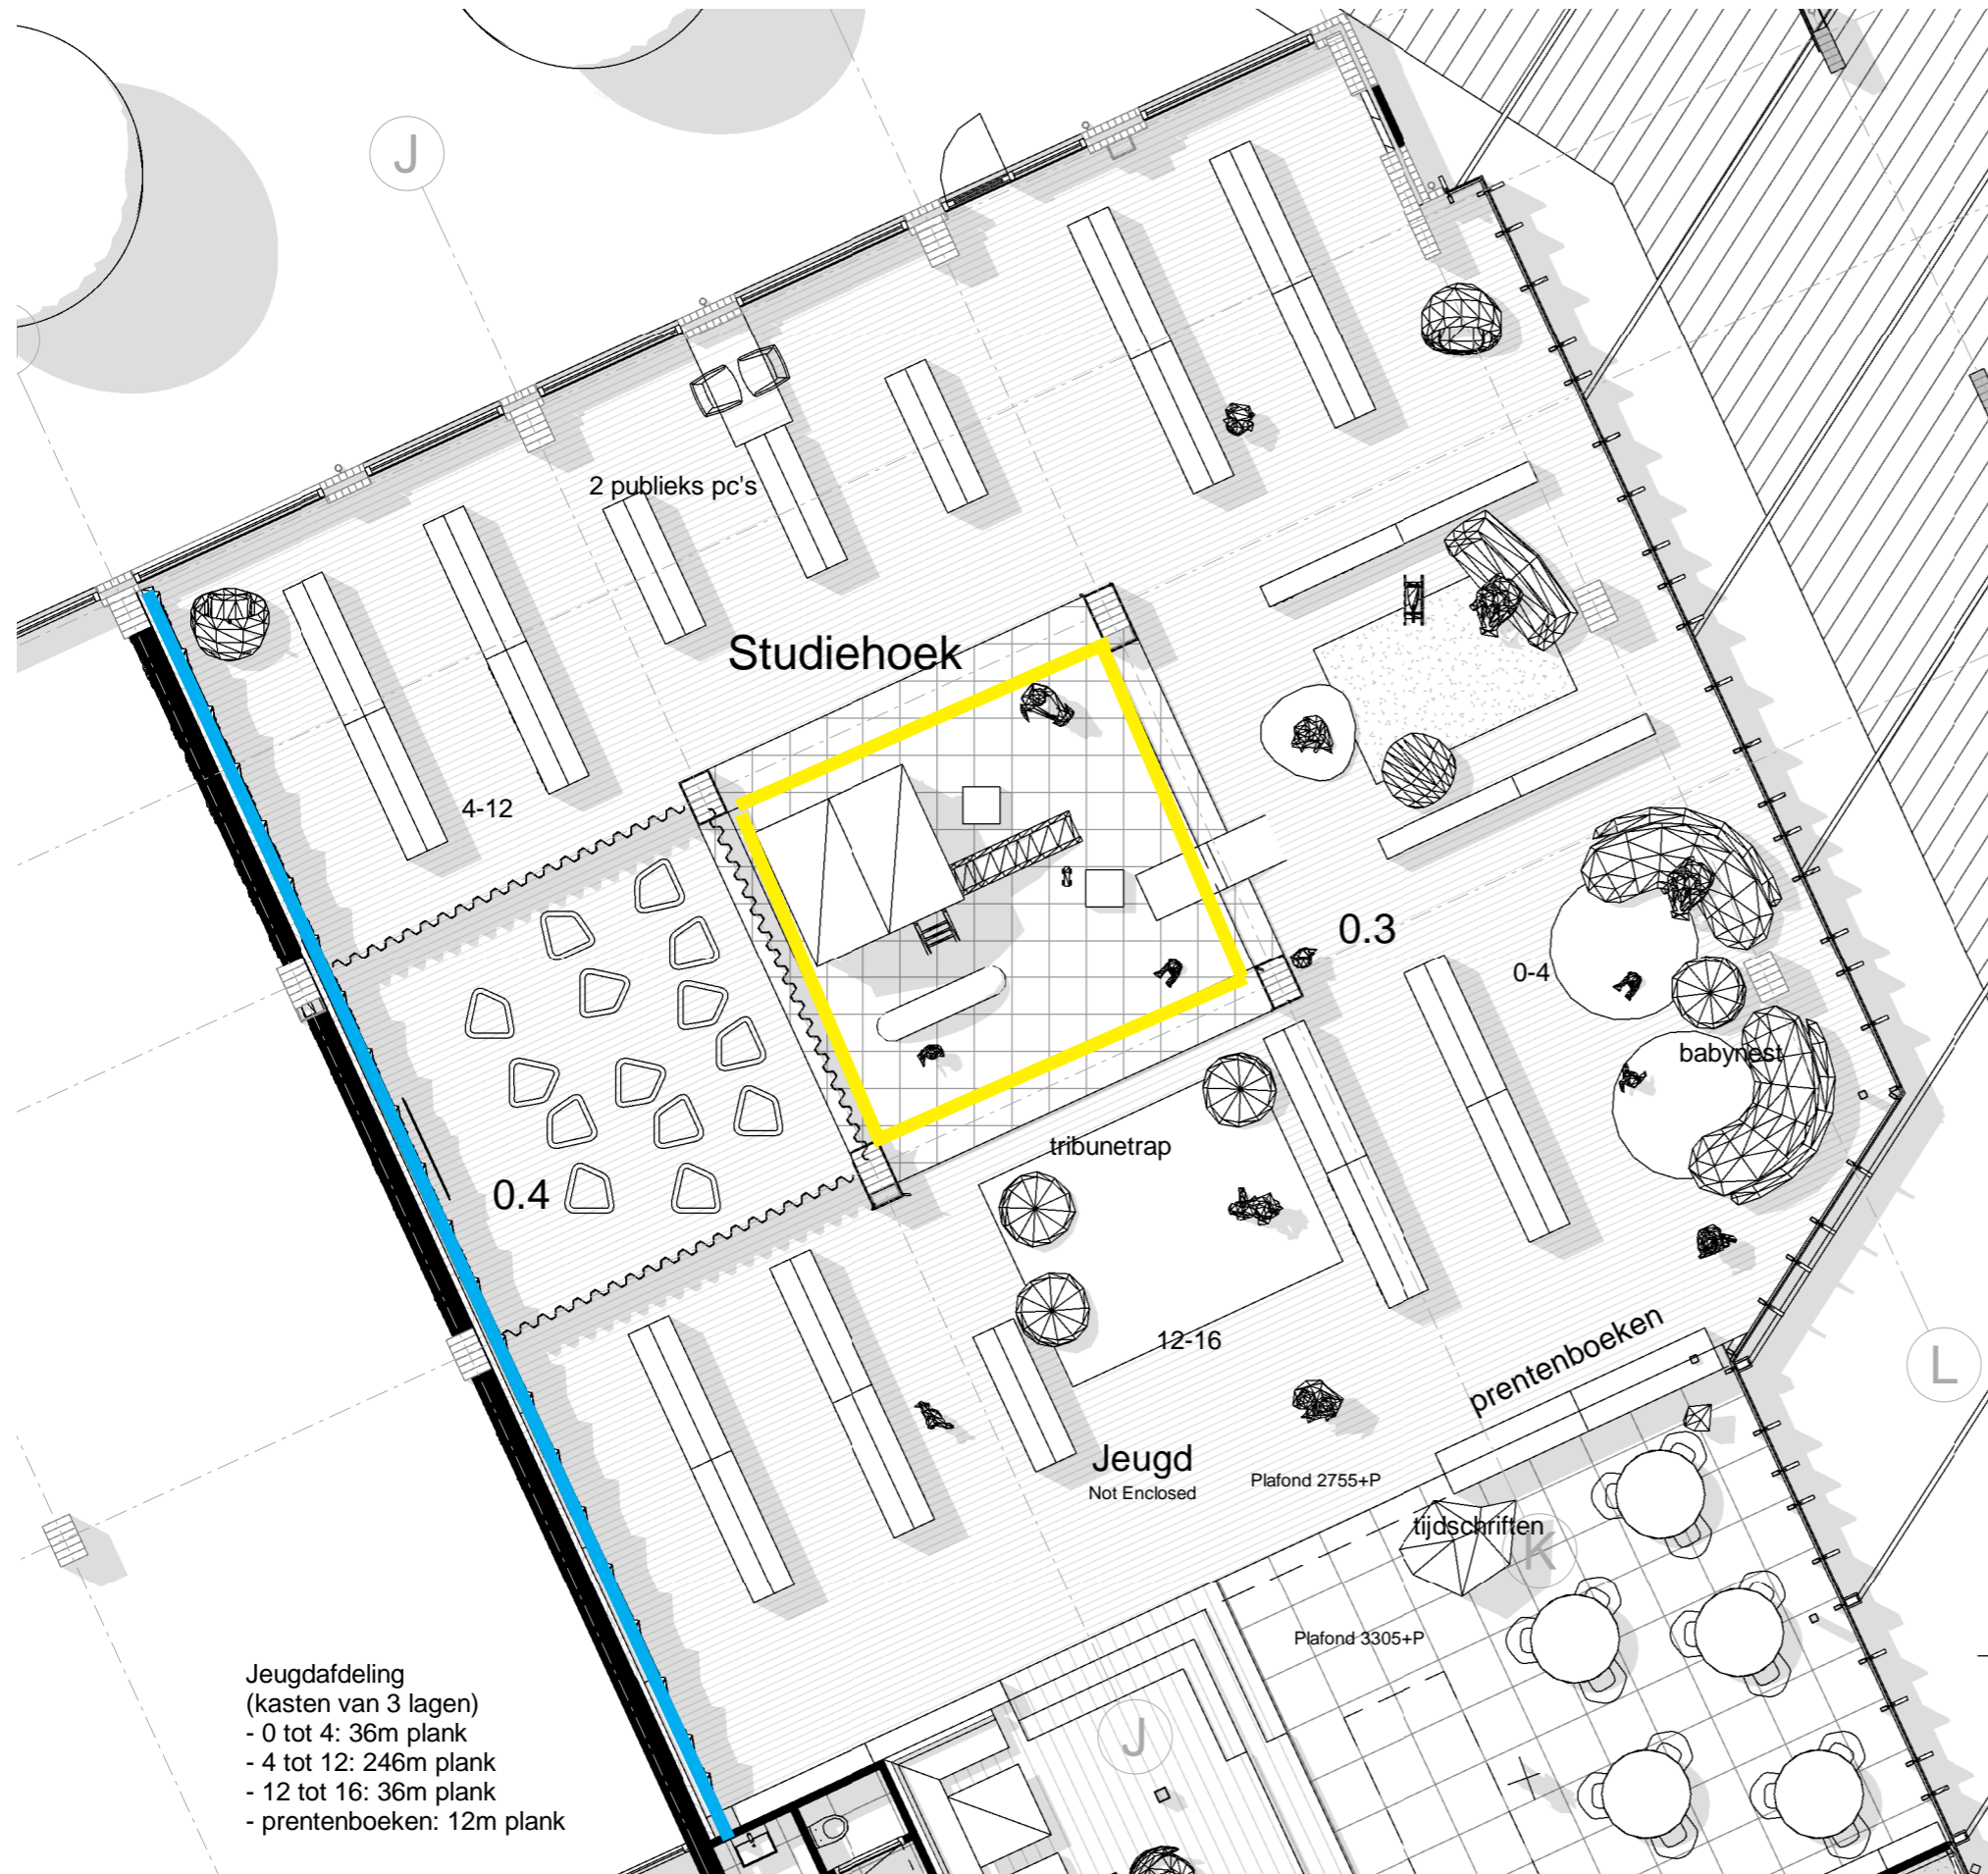 J
2 publieks pc's
Studiehoek
4-12
0.3
0-4
babynest
tribunetrap
0.4
12-16
prentenboeken
L
Jeugd
Not Enclosed
Plafond 2755+P
tijdschriften
K
Plafond 3305+P
J
Jeugdafdeling
(kasten van 3 lagen)
- 0 tot 4: 36m plank
- 4 tot 12: 246m plank
- 12 tot 16: 36m plank
- prentenboeken: 12m plank